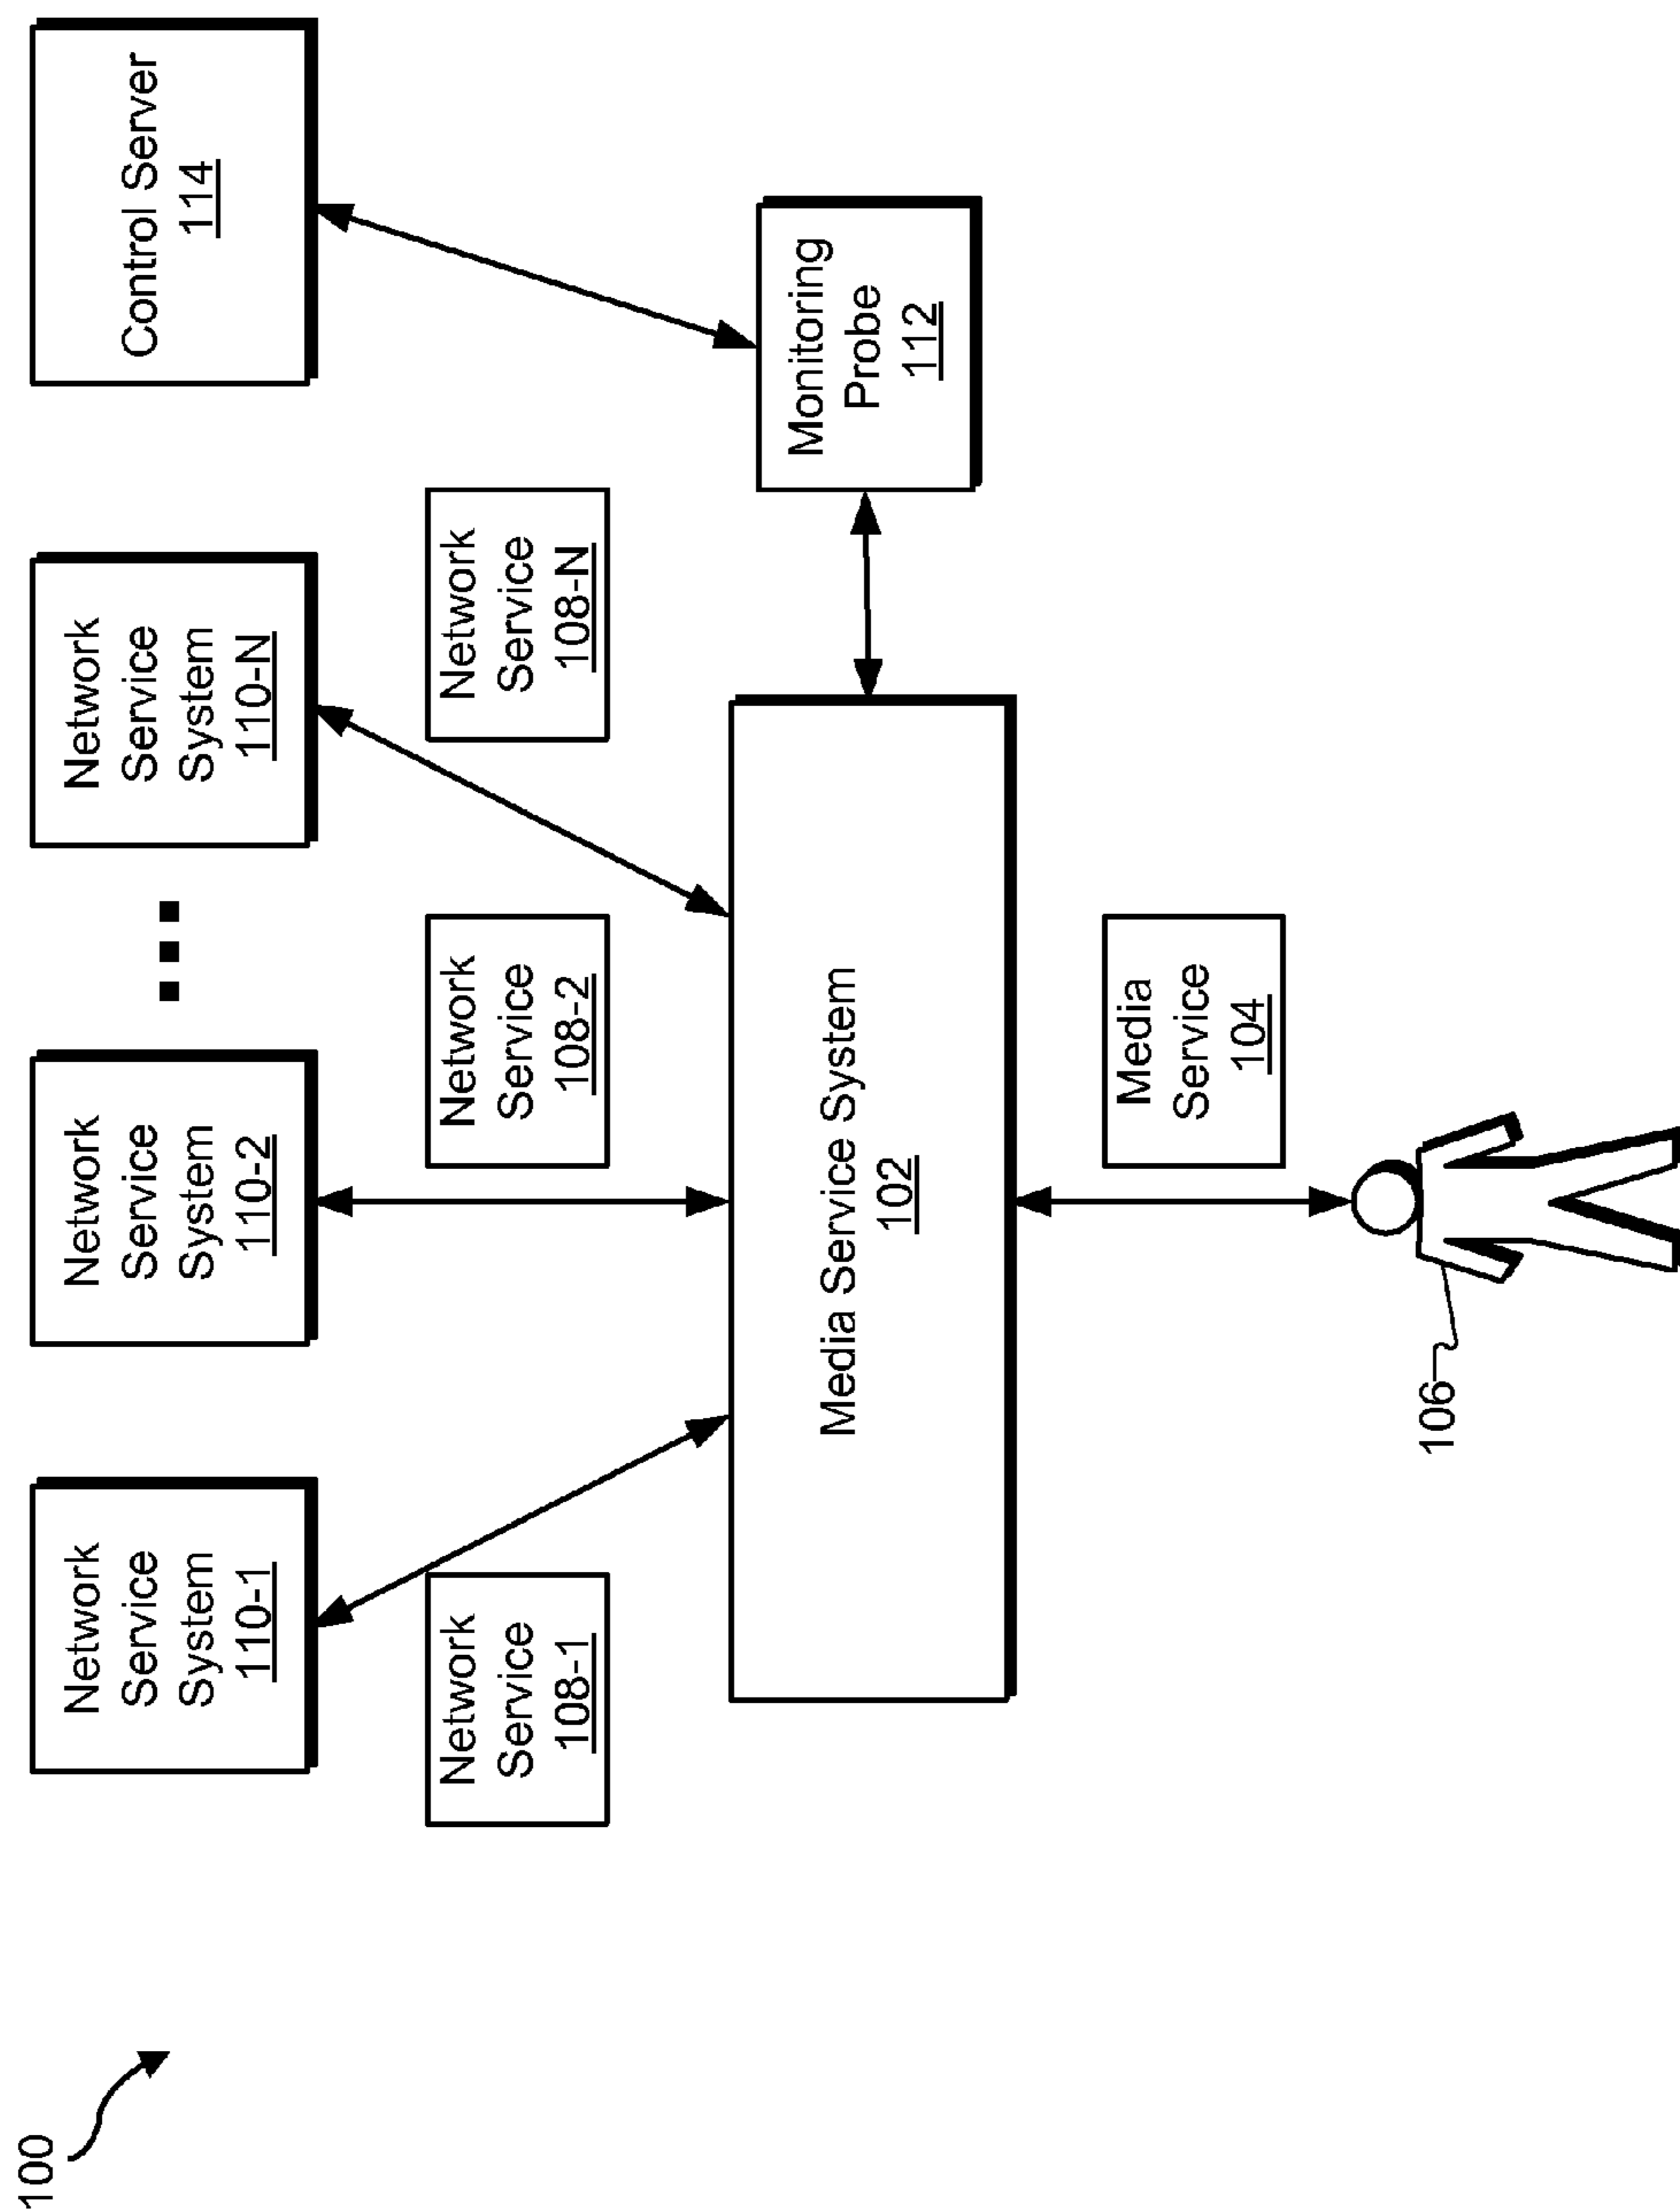 100
Network
Service
System
110-1
Network
Service
System
110-2
Network
Service
System
110-N
Control Server
114
Network
Service
108-1
Network
Service
108-2
Network
Service
108-N
Media Service System
102
Monitoring
Probe
112
Media
Service
104
106